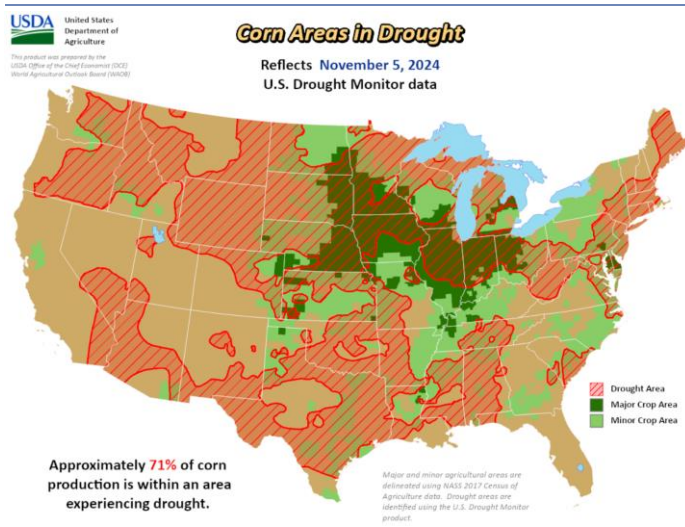 USDA
United States
Department of
Agriculture
This product was prepared by the
USDA Office of the Chief Economist (OCE)
World Agricultural Outlook Board (WAOB)
Corn Areas in Drought
Reflects November 5, 2024
U.S. Drought Monitor data
Drought Area
Major Crop Area
Minor Crop Area
Approximately 71% of corn
production is within an area
experiencing drought.
Major and minor agricultural areas are
delineated using NASS 2017 Census of
Agriculture data. Drought areas are
identified using the U.S. Drought Monitor
product.